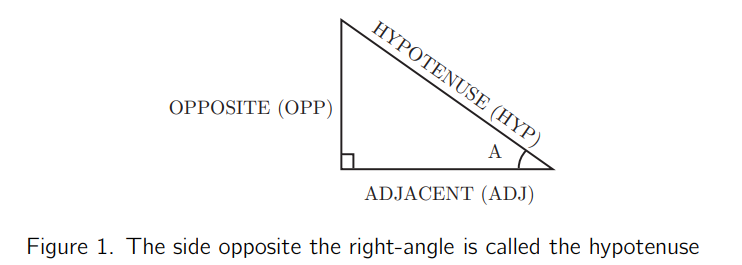 HYPOTENUSE (HYP)
OPPOSITE (OPP)
A
ADJACENT (ADJ)
Figure 1. The side opposite the right-angle is called the hypotenuse